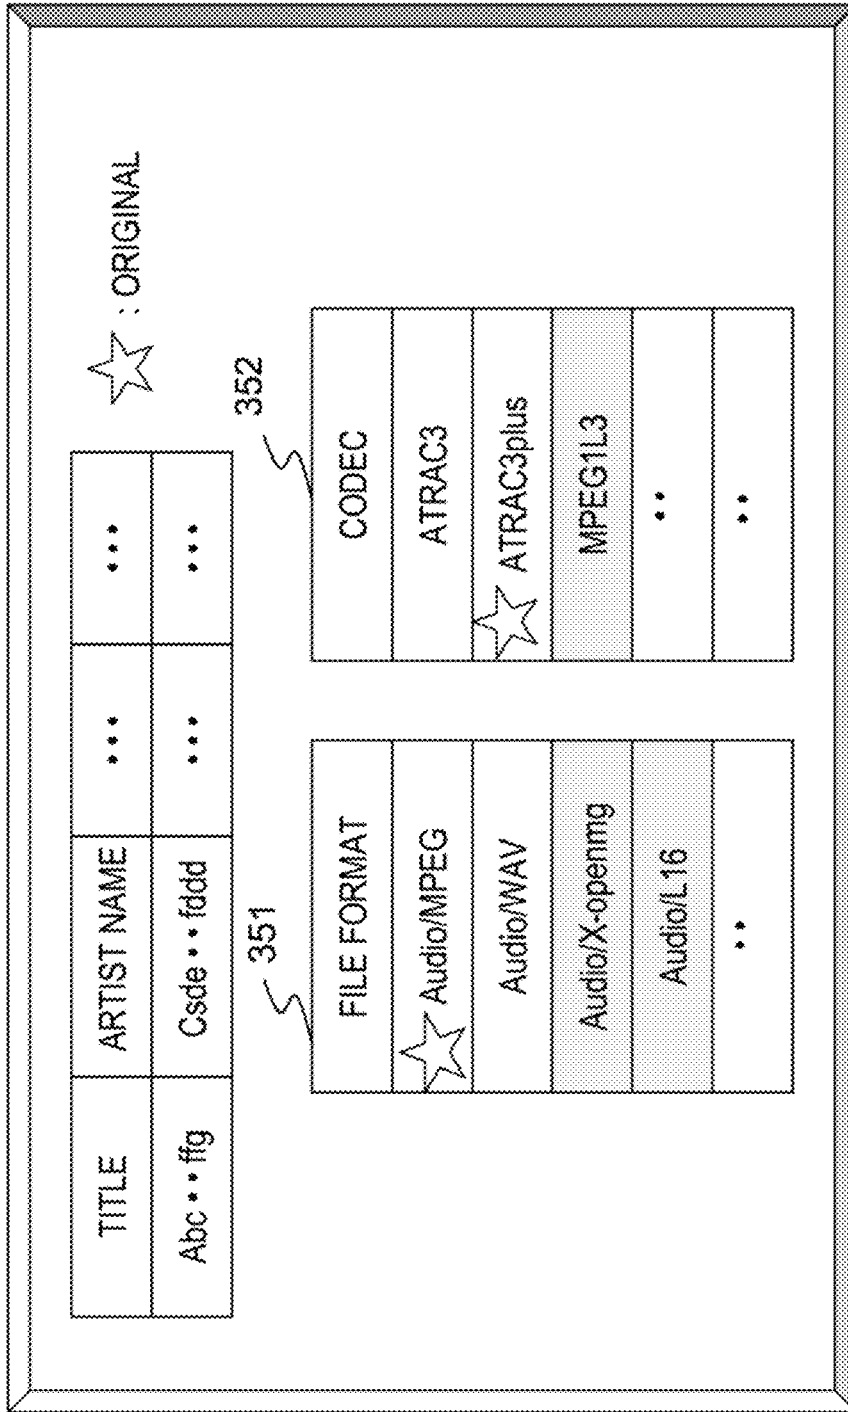 TITLE ARTIST NAME ••• •••
Abc••ffg Csde••fddd ••• •••
☆ : ORIGINAL
351
FILE FORMAT
☆ Audio/MPEG
Audio/WAV
Audio/X-openmg
Audio/L16
••
352
CODEC
ATRAC3
☆ ATRAC3plus
MPEG1L3
••
••